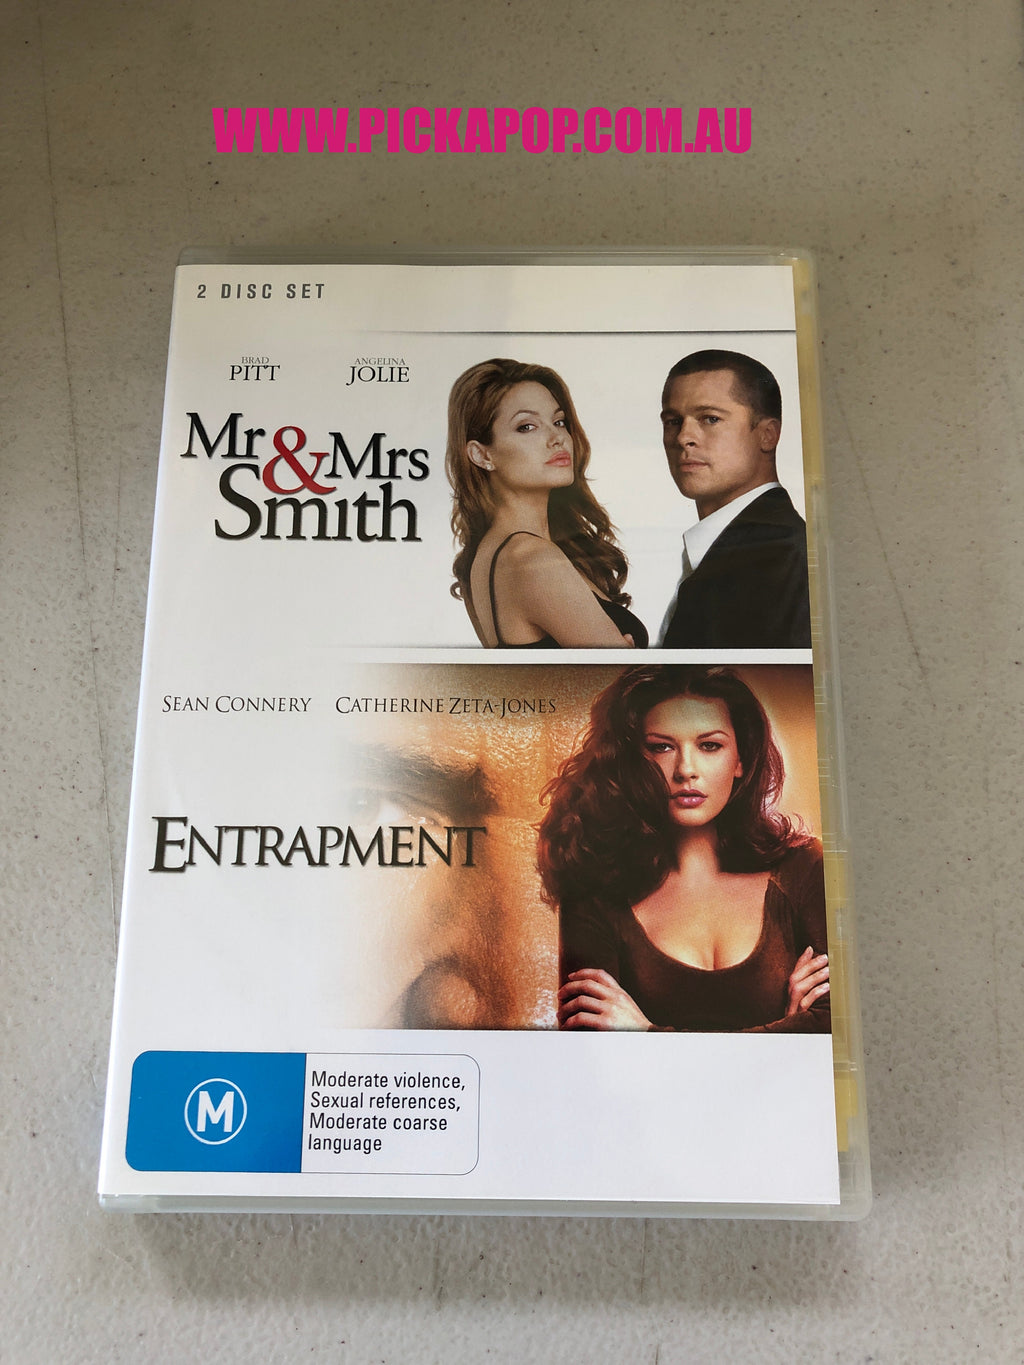 WWW.PICKAPOP.COM.AU
2 DISC SET
BRAD PITT
ANGELINA JOLIE
Mr & Mrs
Smith
SEAN CONNERY CATHERINE ZETA-JONES
ENTRAPMENT
M
Moderate violence,
Sexual references,
Moderate coarse
language